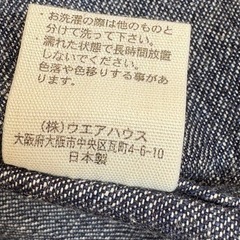 ・お洗濯の際は他のものと
分けて洗って下さい。
・濡れた状態で長時間放置
しないでください。
色落や色移りする事があ
ります。
(株)ウエアハウス
大阪府大阪市中央区瓦町4-6-10
日本製